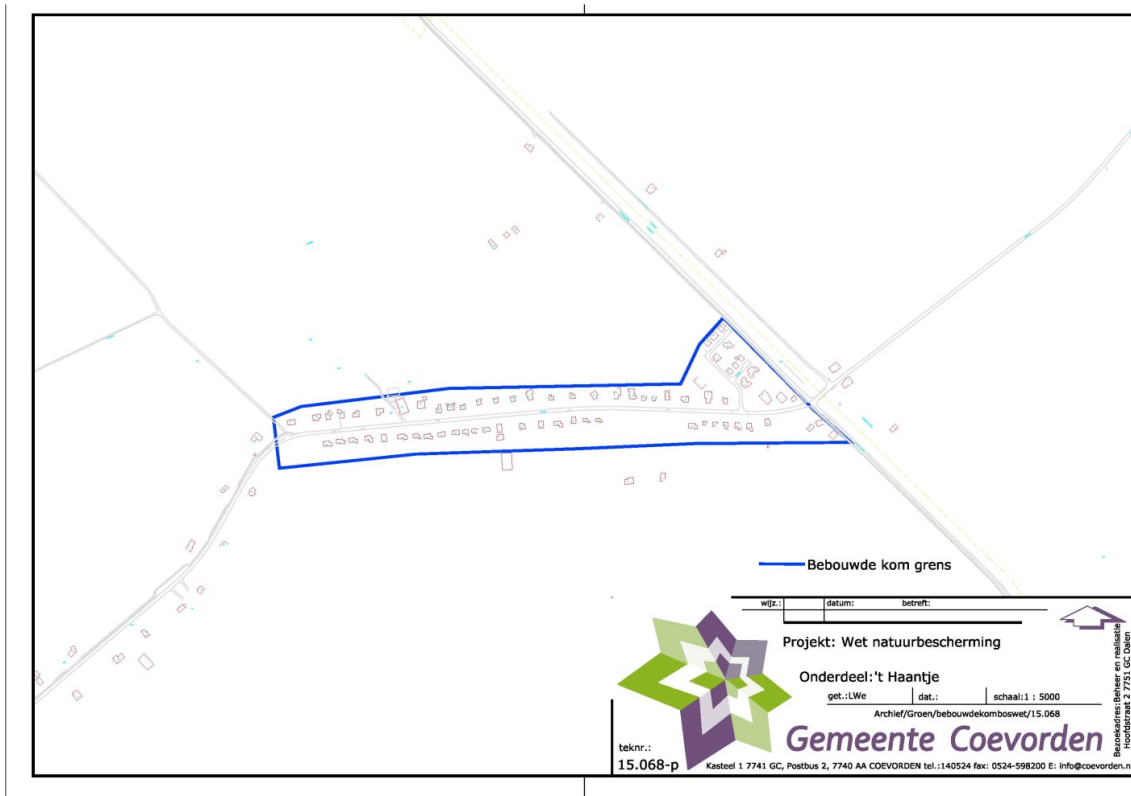 Bebouwde kom grens
wijz.: datum: betreft:
Projekt: Wet natuurbescherming
Onderdeel:'t Haantje
get.:LWe dat.: schaal:1 : 5000
Archief/Groen/bebouwdekomboswet/15.068
Gemeente Coevorden
teknr.:
15.068-p
Kasteel 1 7741 GC, Postbus 2, 7740 AA COEVORDEN tel.:140524 fax: 0524-598200 E: info@coevorden.n
Bezoekadres:Beheer en realisatie
Hoofdstraat 2 7751 GC Dalen